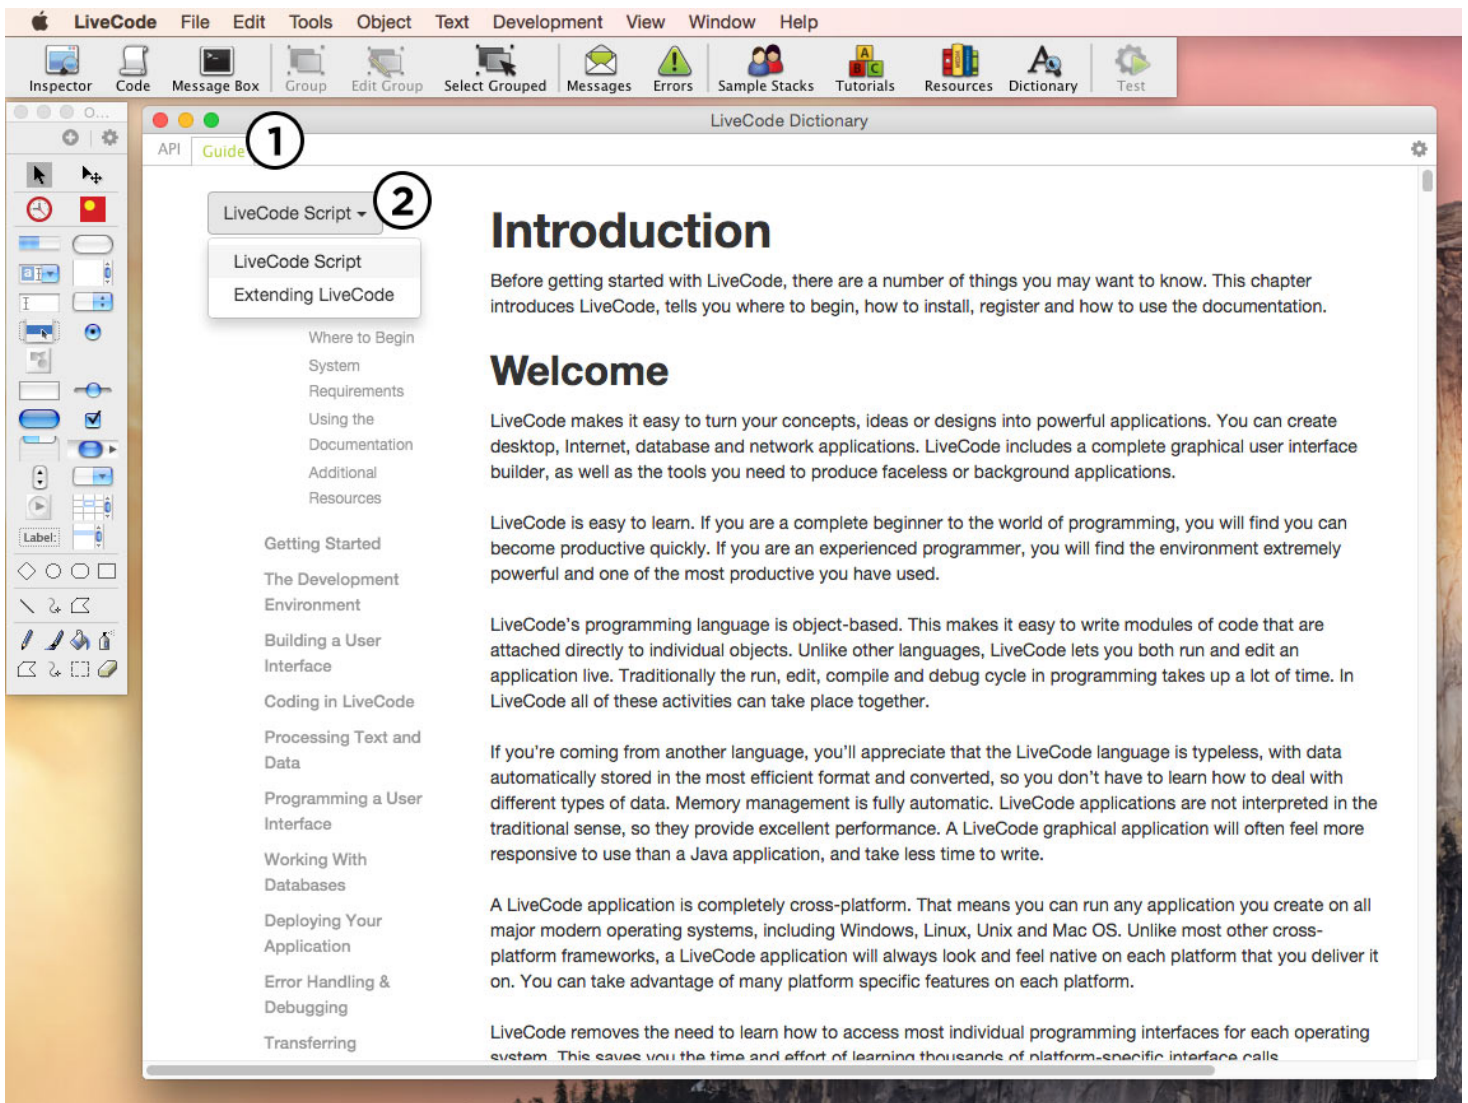 LiveCode File Edit Tools Object Text Development View Window Help
Inspector Code Message Box Group Edit Group Select Grouped Messages Errors Sample Stacks Tutorials Resources Dictionary Test
O...
LiveCode Dictionary
API Guide 1
LiveCode Script 2
LiveCode Script
Extending LiveCode
Where to Begin
System
Requirements
Using the
Documentation
Additional
Resources
Getting Started
The Development
Environment
Building a User
Interface
Coding in LiveCode
Processing Text and
Data
Programming a User
Interface
Working With
Databases
Deploying Your
Application
Error Handling &
Debugging
Transferring
Label:
Introduction
Before getting started with LiveCode, there are a number of things you may want to know. This chapter
introduces LiveCode, tells you where to begin, how to install, register and how to use the documentation.
Welcome
LiveCode makes it easy to turn your concepts, ideas or designs into powerful applications. You can create
desktop, Internet, database and network applications. LiveCode includes a complete graphical user interface
builder, as well as the tools you need to produce faceless or background applications.
LiveCode is easy to learn. If you are a complete beginner to the world of programming, you will find you can
become productive quickly. If you are an experienced programmer, you will find the environment extremely
powerful and one of the most productive you have used.
LiveCode's programming language is object-based. This makes it easy to write modules of code that are
attached directly to individual objects. Unlike other languages, LiveCode lets you both run and edit an
application live. Traditionally the run, edit, compile and debug cycle in programming takes up a lot of time. In
LiveCode all of these activities can take place together.
If you're coming from another language, you'll appreciate that the LiveCode language is typeless, with data
automatically stored in the most efficient format and converted, so you don't have to learn how to deal with
different types of data. Memory management is fully automatic. LiveCode applications are not interpreted in the
traditional sense, so they provide excellent performance. A LiveCode graphical application will often feel more
responsive to use than a Java application, and take less time to write.
A LiveCode application is completely cross-platform. That means you can run any application you create on all
major modern operating systems, including Windows, Linux, Unix and Mac OS. Unlike most other cross-
platform frameworks, a LiveCode application will always look and feel native on each platform that you deliver it
on. You can take advantage of many platform specific features on each platform.
LiveCode removes the need to learn how to access most individual programming interfaces for each operating
system. This saves you the time and effort of learning thousands of platform-specific interface calls.